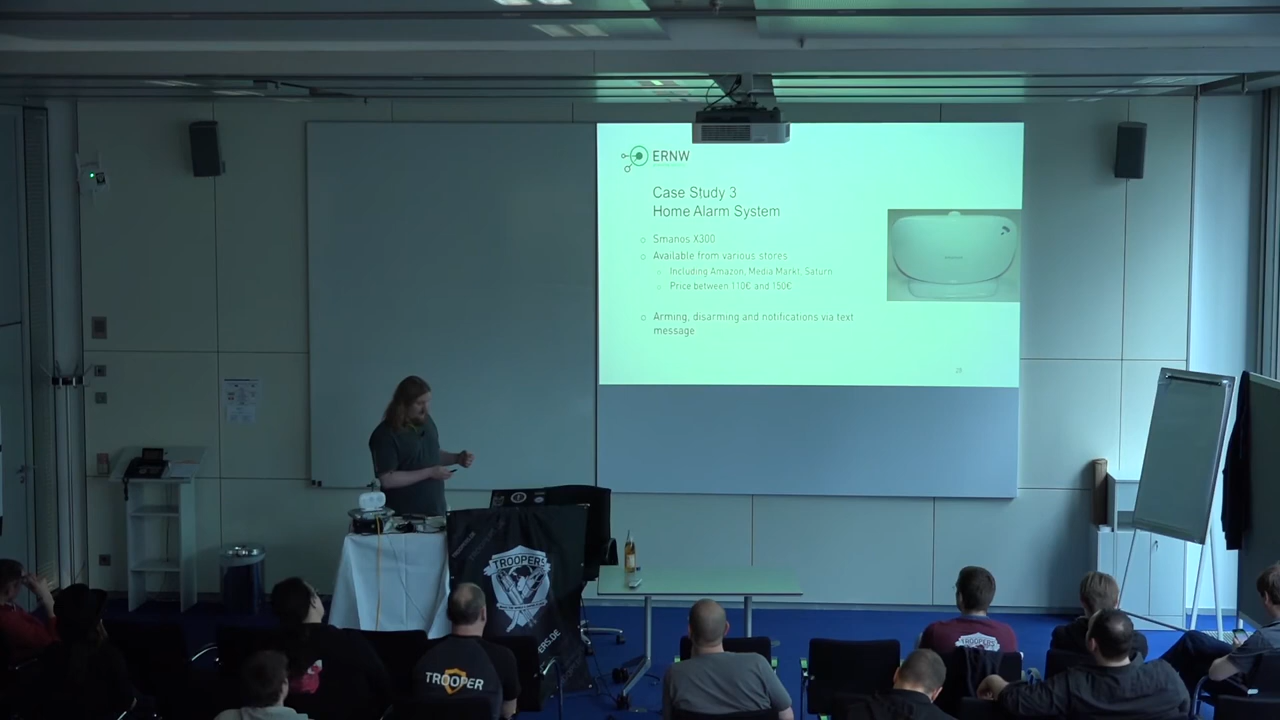 ERNW
Case Study 3
Home Alarm System
Smanos X300
Available from various stores
Including Amazon, Media Markt, Saturn
Price between 110€ and 150€
Arming, disarming and notifications via text
message
TROOPERS
TROOPER
TROOPERS